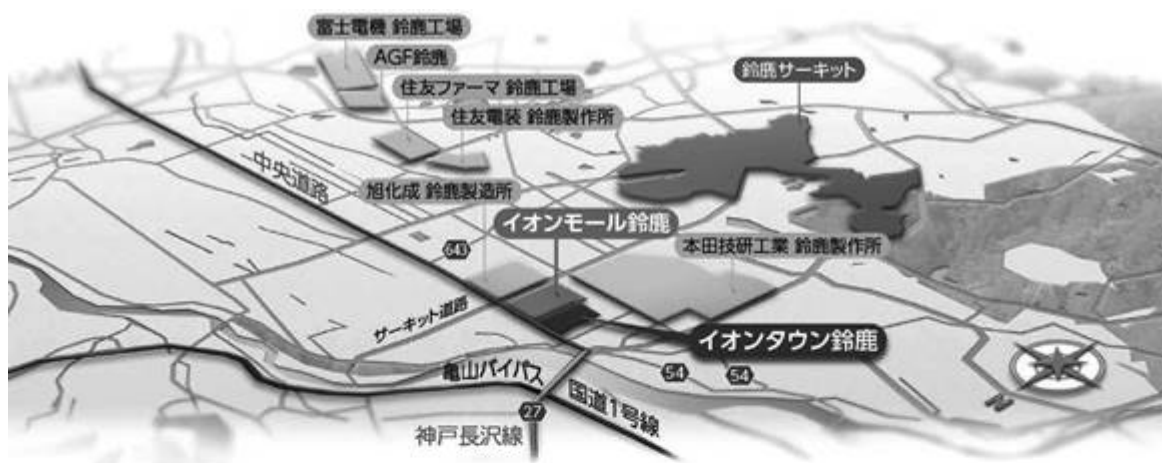 富士電機 鈴鹿工場
AGF鈴鹿
住友ファーマ 鈴鹿工場
鈴鹿サーキット
住友電装 鈴鹿製作所
中央道路
旭化成 鈴鹿製造所
イオンモール鈴鹿
643
本田技研工業 鈴鹿製作所
サーキット道路
イオンタウン鈴鹿
亀山バイパス
54
54
27
国道1号線
神戸長沢線
N